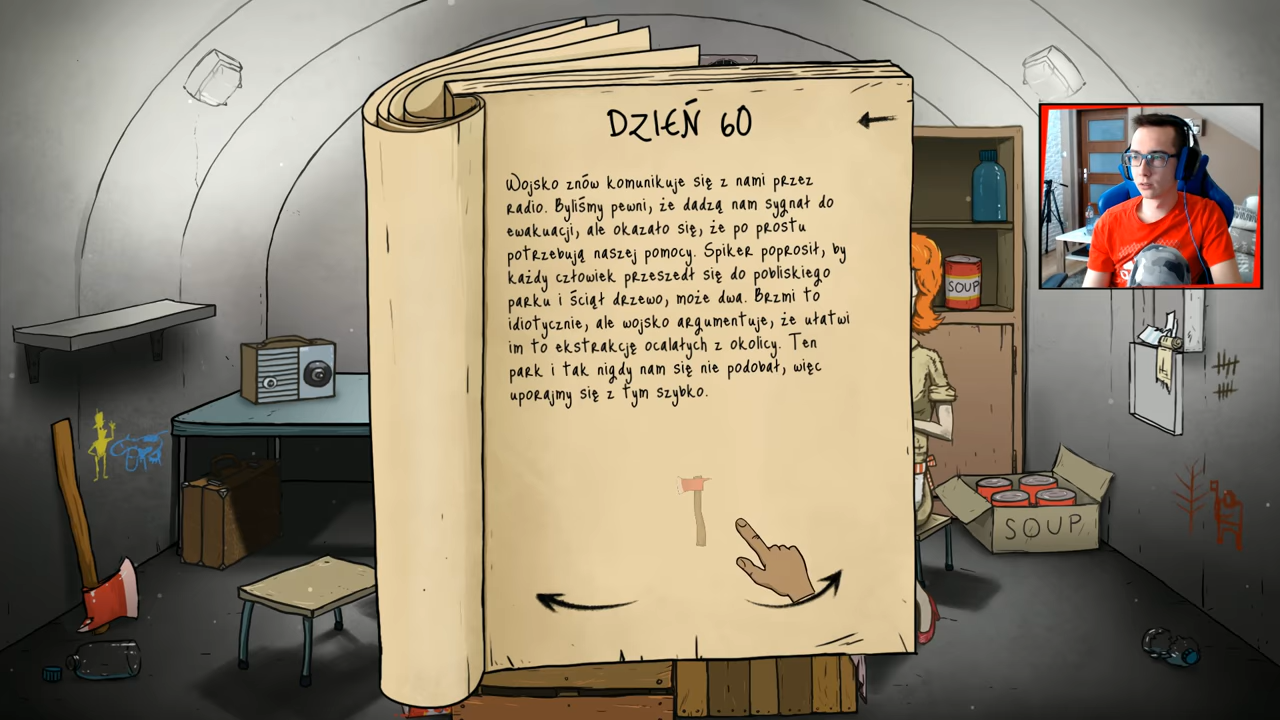 DZIEŃ 60
Wojsko znów komunikuje się z nami przez
radio. Byliśmy pewni, że dadzą nam sygnał do
ewakuacji, ale okazało się, że po prostu
potrzebują naszej pomocy. Spiker poprosił, by
każdy człowiek przeszedł się do pobliskiego
parku i ściął drzewo, może dwa. Brzmi to
idiotycznie, ale wojsko argumentuje, że ułatwi
im to ekstrakcję ocalałych z okolicy. Ten
park i tak nigdy nam się nie podobał, więc
uporajmy się z tym szybko.
SOUP
SOUP